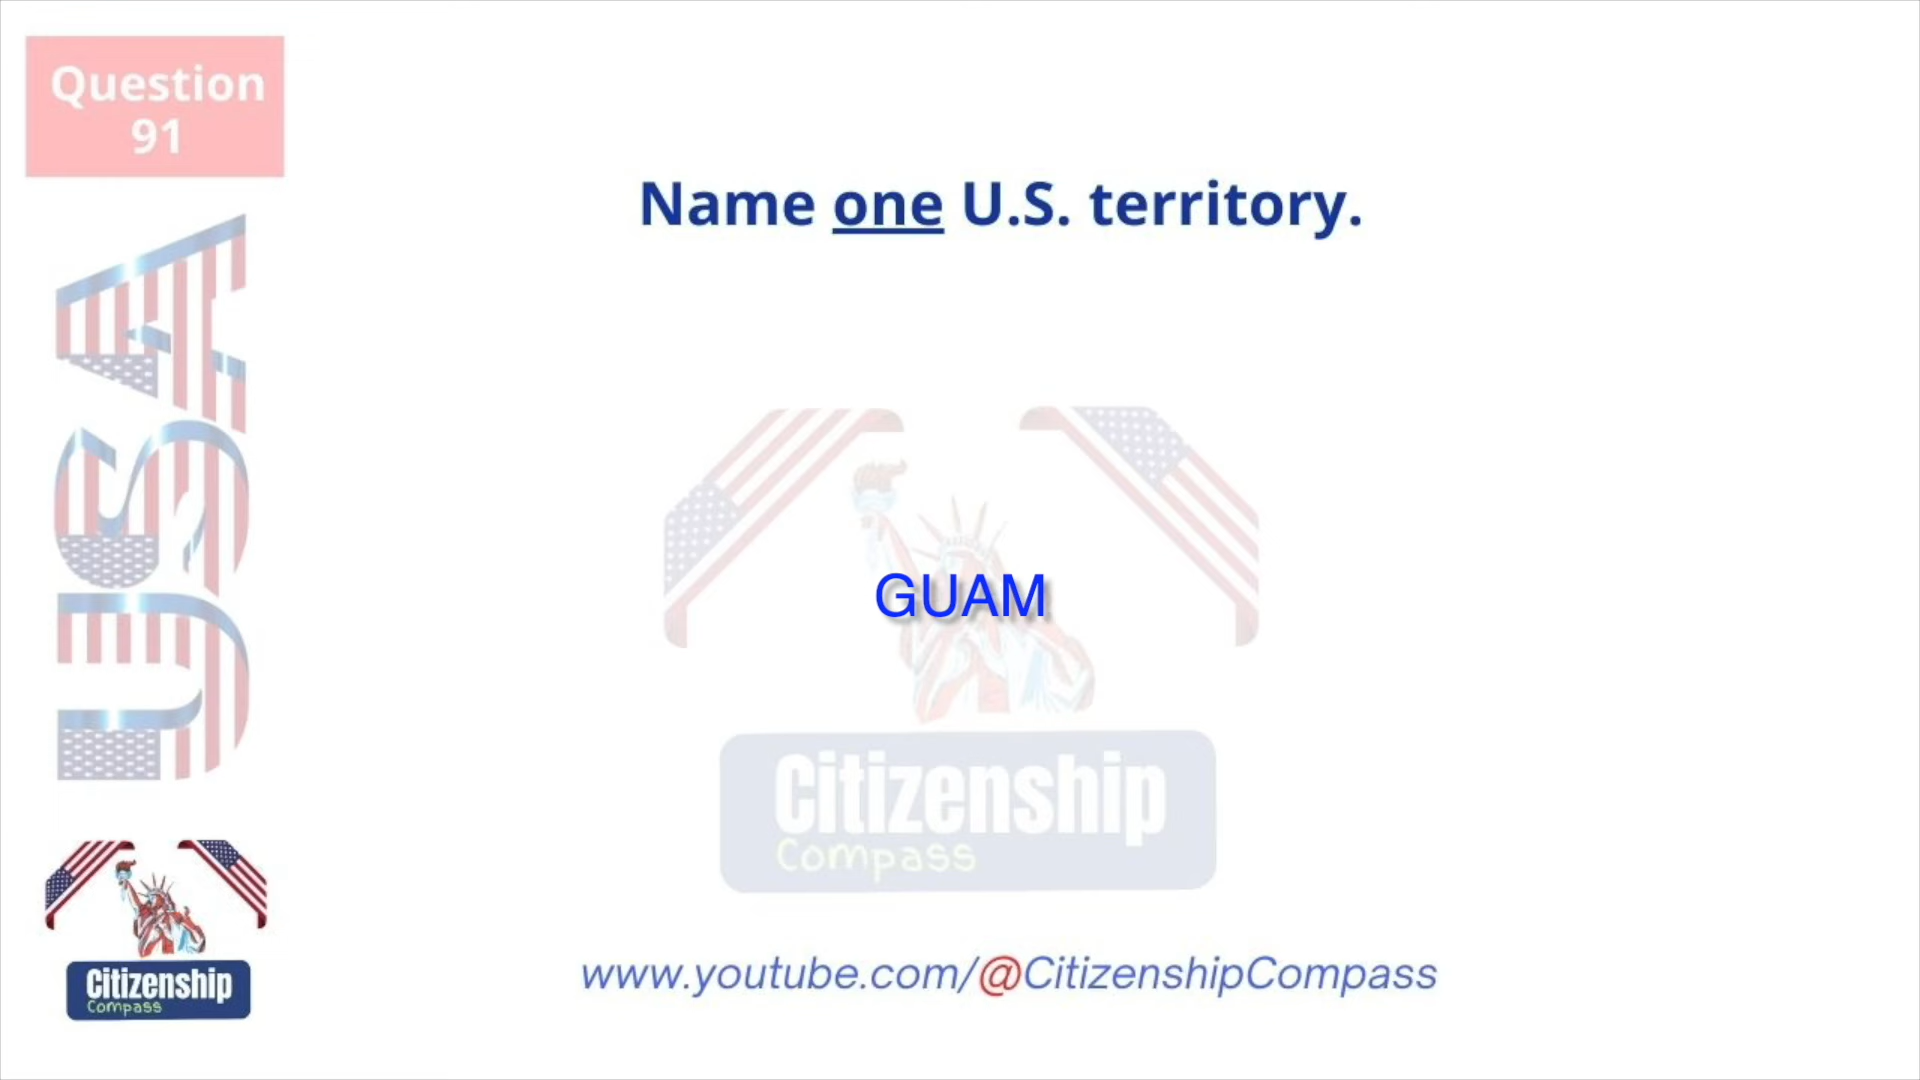 Question
91
Name one U.S. territory.
USA
GUAM
Citizenship
Compass
Citizenship
Compass
www.youtube.com/@CitizenshipCompass